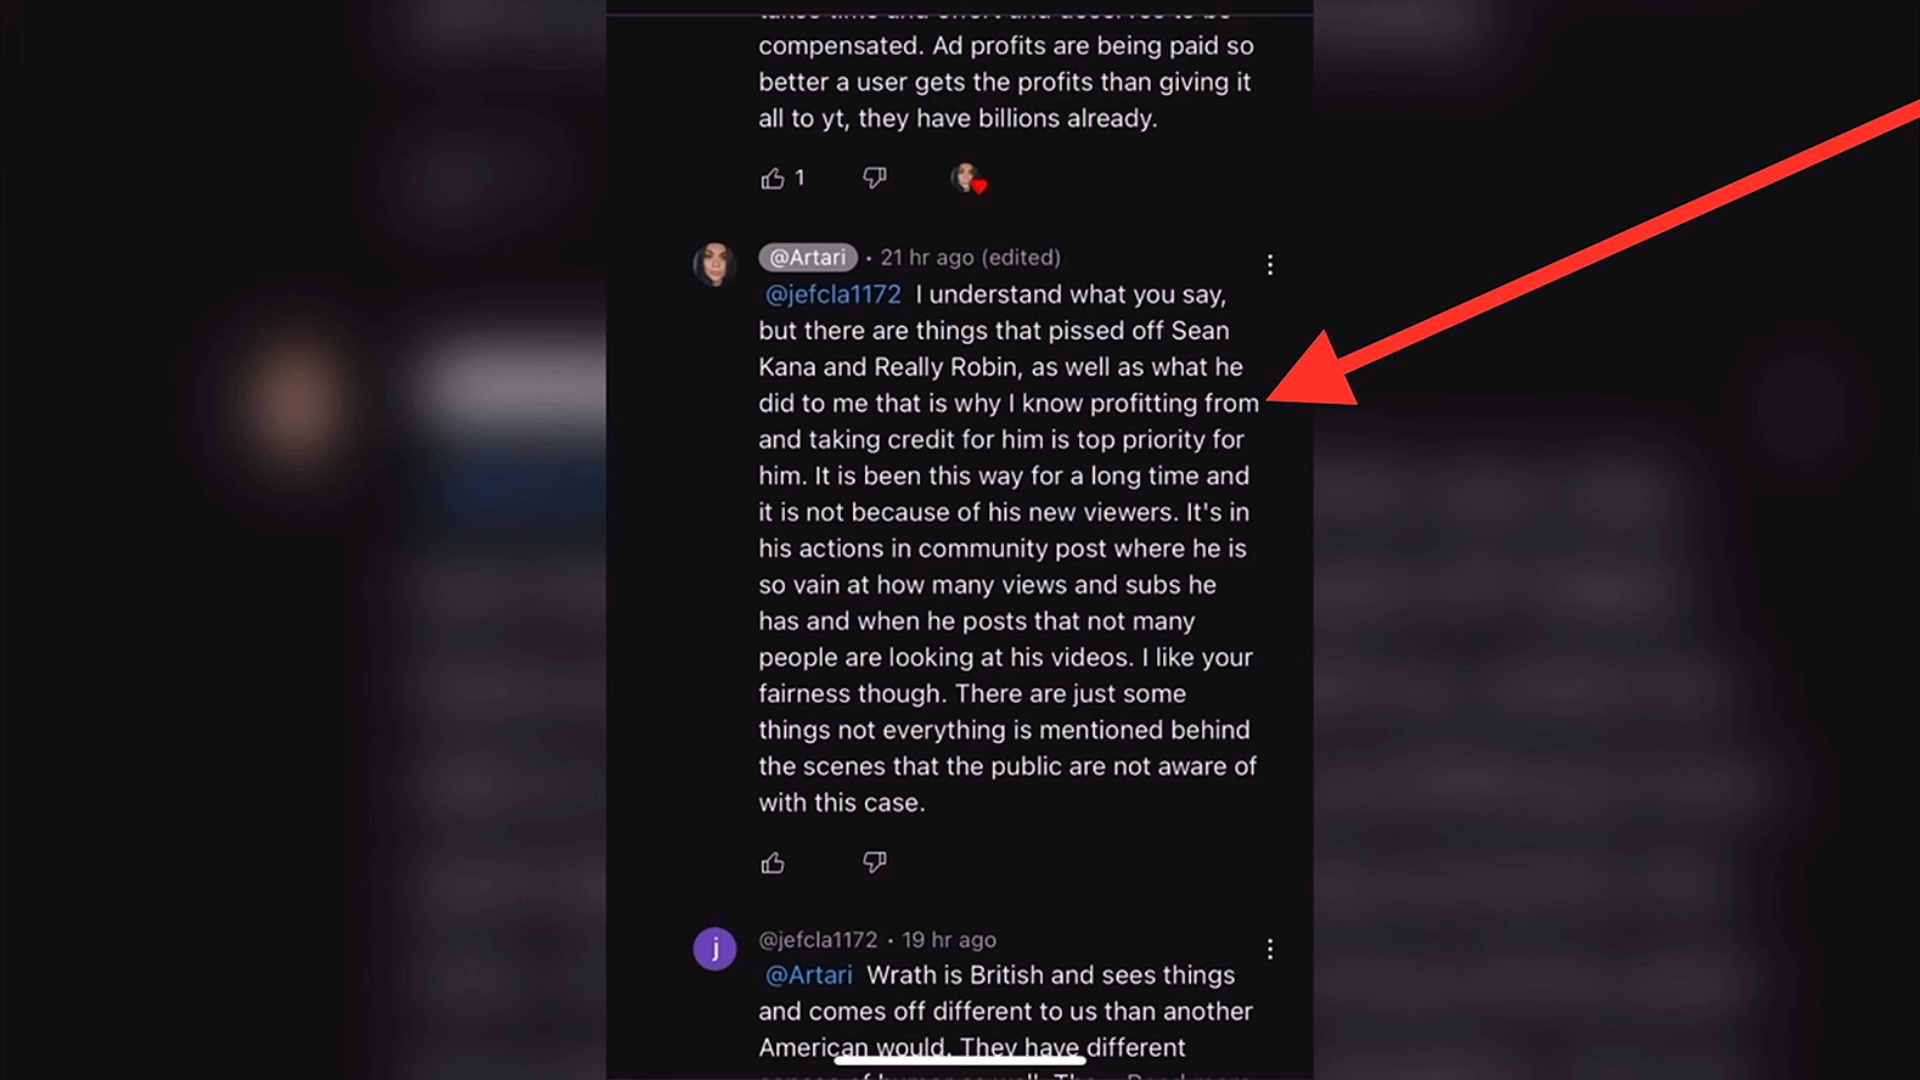 compensated. Ad profits are being paid so
better a user gets the profits than giving it
all to yt, they have billions already.
1
@Artari • 21 hr ago (edited)
@jefcla1172 I understand what you say,
but there are things that pissed off Sean
Kana and Really Robin, as well as what he
did to me that is why I know profitting from
and taking credit for him is top priority for
him. It is been this way for a long time and
it is not because of his new viewers. It's in
his actions in community post where he is
so vain at how many views and subs he
has and when he posts that not many
people are looking at his videos. I like your
fairness though. There are just some
things not everything is mentioned behind
the scenes that the public are not aware of
with this case.
j
@jefcla1172 • 19 hr ago
@Artari Wrath is British and sees things
and comes off different to us than another
American would. They have different